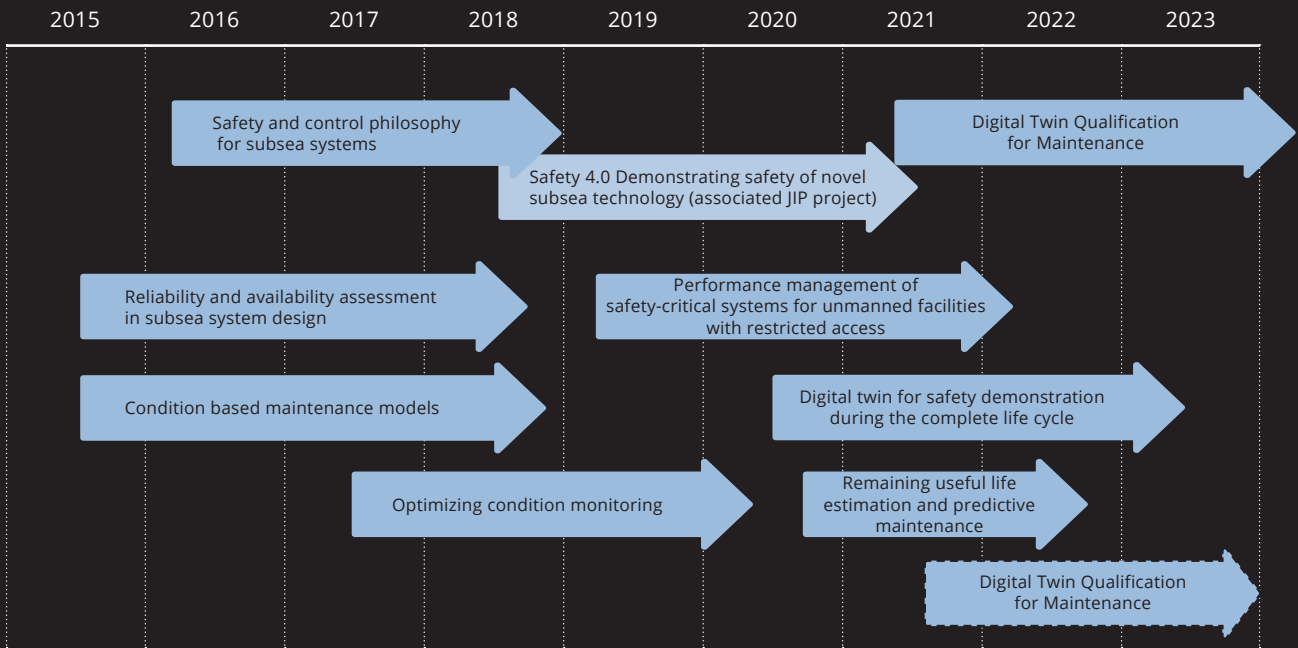 2015 2016 2017 2018 2019 2020 2021 2022 2023
Safety and control philosophy
for subsea systems
Digital Twin Qualification
for Maintenance
Safety 4.0 Demonstrating safety of novel
subsea technology (associated JIP project)
Reliability and availability assessment
in subsea system design
Performance management of
safety-critical systems for unmanned facilities
with restricted access
Condition based maintenance models
Digital twin for safety demonstration
during the complete life cycle
Optimizing condition monitoring
Remaining useful life
estimation and predictive
maintenance
Digital Twin Qualification
for Maintenance